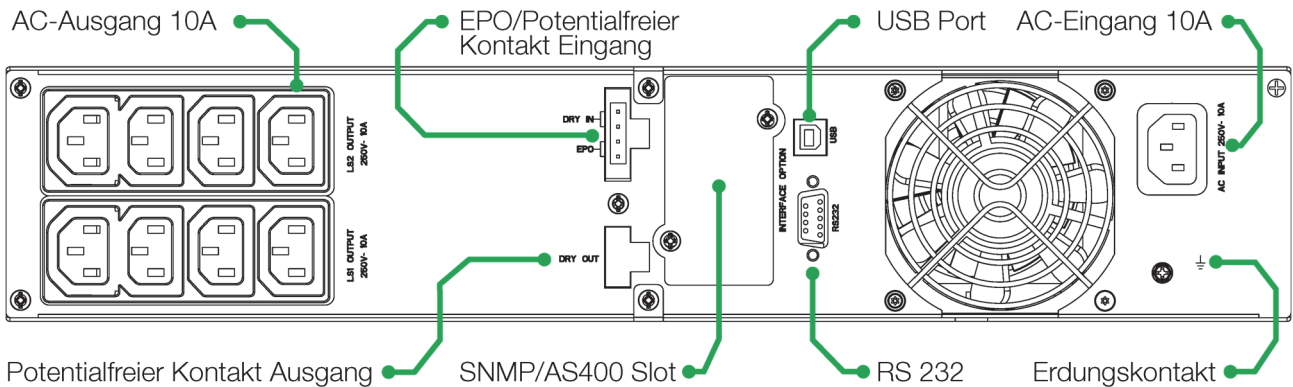 AC-Ausgang 10A
EPO/Potentialfreier
Kontakt Eingang
USB Port
AC-Eingang 10A
LS2 OUTPUT
250V~ 10A
DRY IN
EPO
INTERFACE OPTION
USB
AC INPUT 250V~ 10A
LS1 OUTPUT
250V~ 10A
DRY OUT
RS232
Potentialfreier Kontakt Ausgang
SNMP/AS400 Slot
RS 232
Erdungskontakt